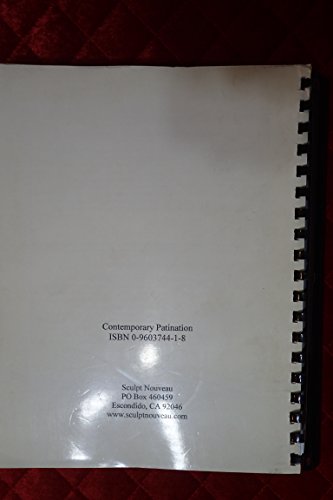 Contemporary Patination
ISBN 0-9603744-1-8
Sculpt Nouveau
PO Box 460459
Escondido, CA 92046
www.sculptnouveau.com